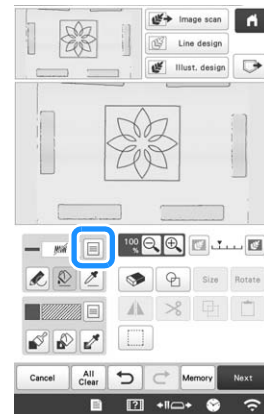 Image scan
Line design
Illust. design
100 %
Size
Rotate
Cancel
All Clear
Memory
Next